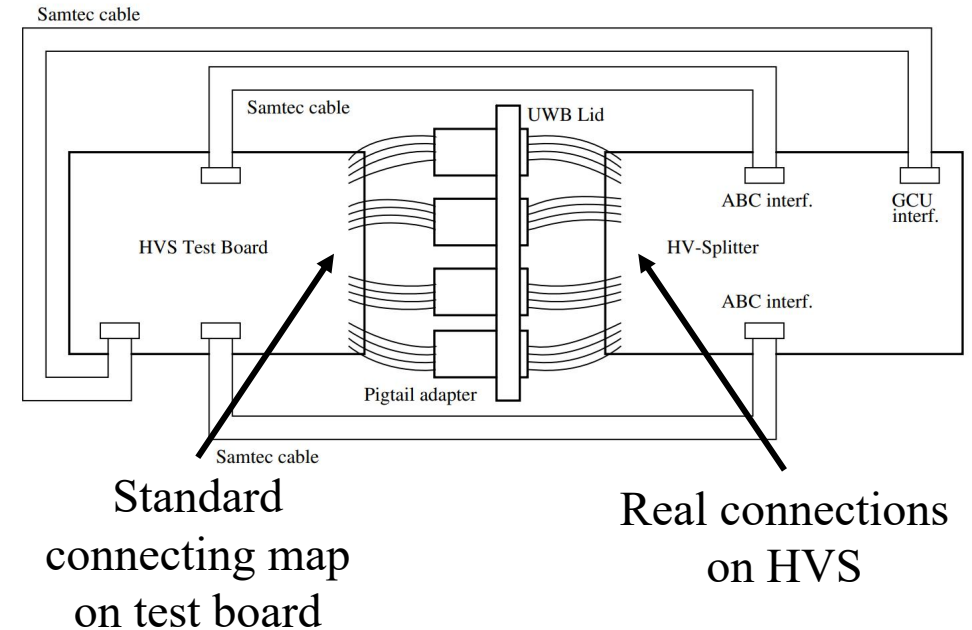 Samtec cable
Samtec cable
UWB Lid
ABC interf.
GCU
interf.
HVS Test Board
HV-Splitter
ABC interf.
Pigtail adapter
Samtec cable
Standard
connecting map
on test board
Real connections
on HVS